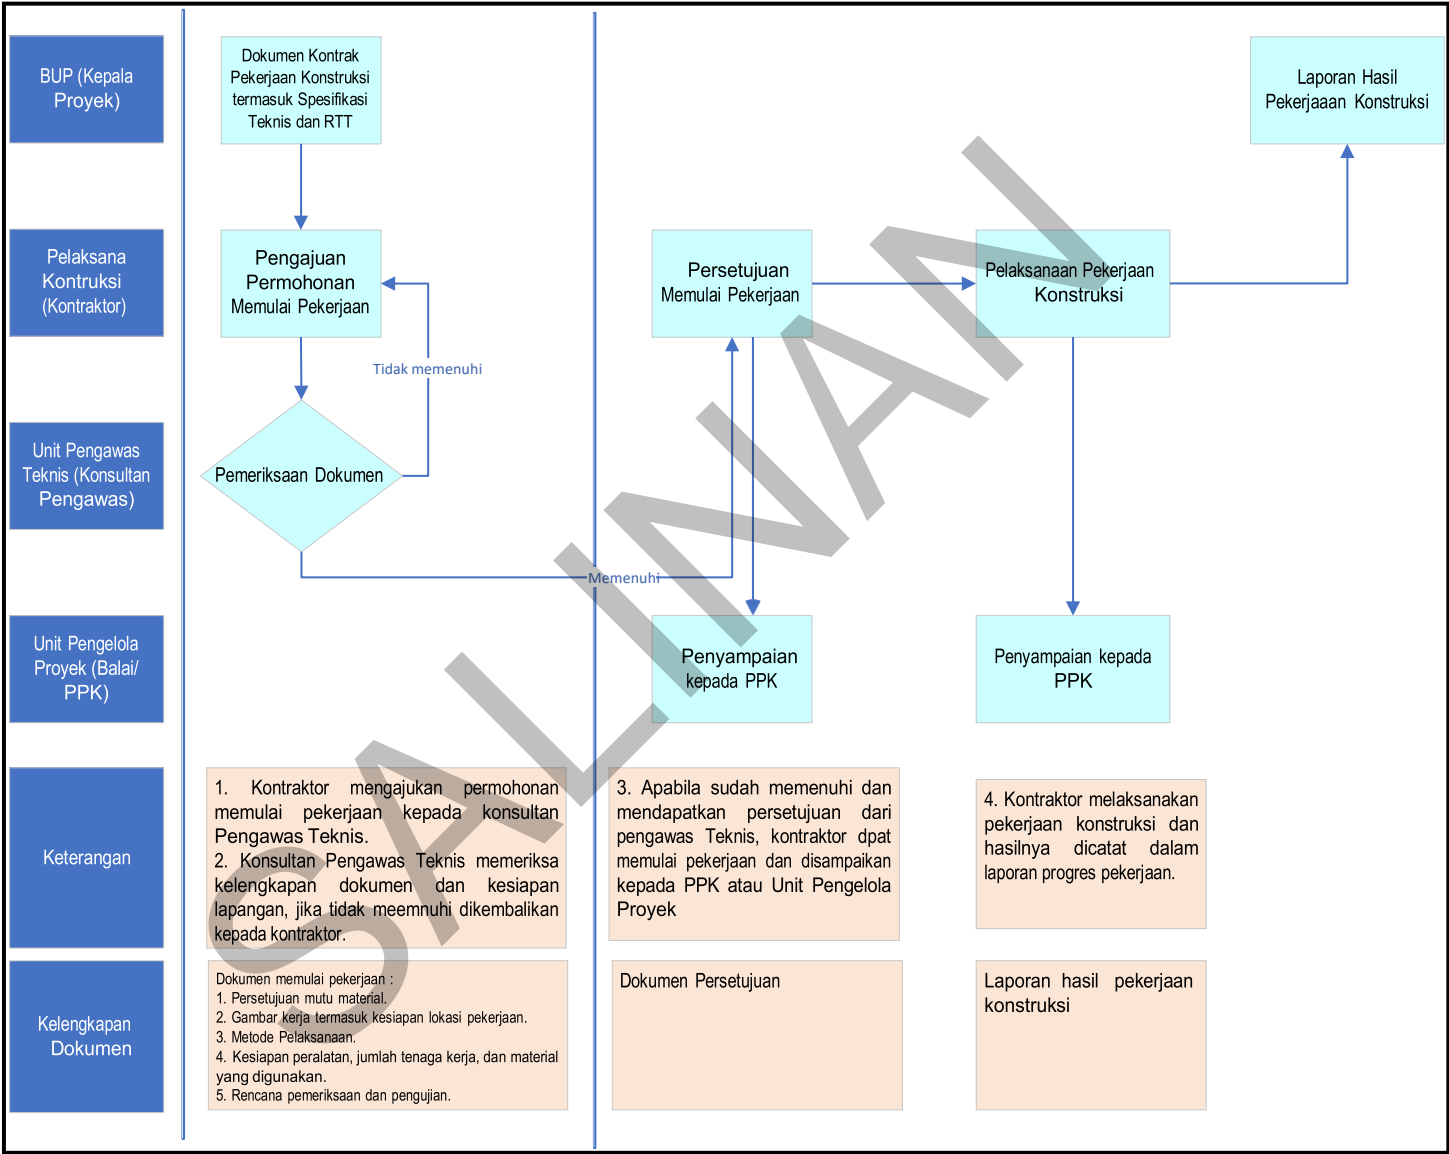 BUP (Kepala
Proyek)
Dokumen Kontrak
Pekerjaan Konstruksi
termasuk Spesifikasi
Teknis dan RTT
Laporan Hasil
Pekerjaaan Konstruksi
Pelaksana
Kontruksi
(Kontraktor)
Pengajuan
Permohonan
Memulai Pekerjaan
Persetujuan
Memulai Pekerjaan
Pelaksanaan Pekerjaan
Konstruksi
Tidak memenuhi
Unit Pengawas
Teknis (Konsultan
Pengawas)
Pemeriksaan Dokumen
Memenuhi
Unit Pengelola
Proyek (Balai/
PPK)
Penyampaian
kepada PPK
Penyampaian kepada
PPK
Keterangan
1. Kontraktor mengajukan permohonan
memulai pekerjaan kepada konsultan
Pengawas Teknis.
2. Konsultan Pengawas Teknis memeriksa
kelengkapan dokumen dan kesiapan
lapangan, jika tidak meemnuhi dikembalikan
kepada kontraktor.
3. Apabila sudah memenuhi dan
mendapatkan persetujuan dari
pengawas Teknis, kontraktor dpat
memulai pekerjaan dan disampaikan
kepada PPK atau Unit Pengelola
Proyek
4. Kontraktor melaksanakan
pekerjaan konstruksi dan
hasilnya dicatat dalam
laporan progres pekerjaan.
Kelengkapan
Dokumen
Dokumen memulai pekerjaan :
1. Persetujuan mutu material.
2. Gambar kerja termasuk kesiapan lokasi pekerjaan.
3. Metode Pelaksanaan.
4. Kesiapan peralatan, jumlah tenaga kerja, dan material
yang digunakan.
5. Rencana pemeriksaan dan pengujian.
Dokumen Persetujuan
Laporan hasil pekerjaan
konstruksi
SALINAN